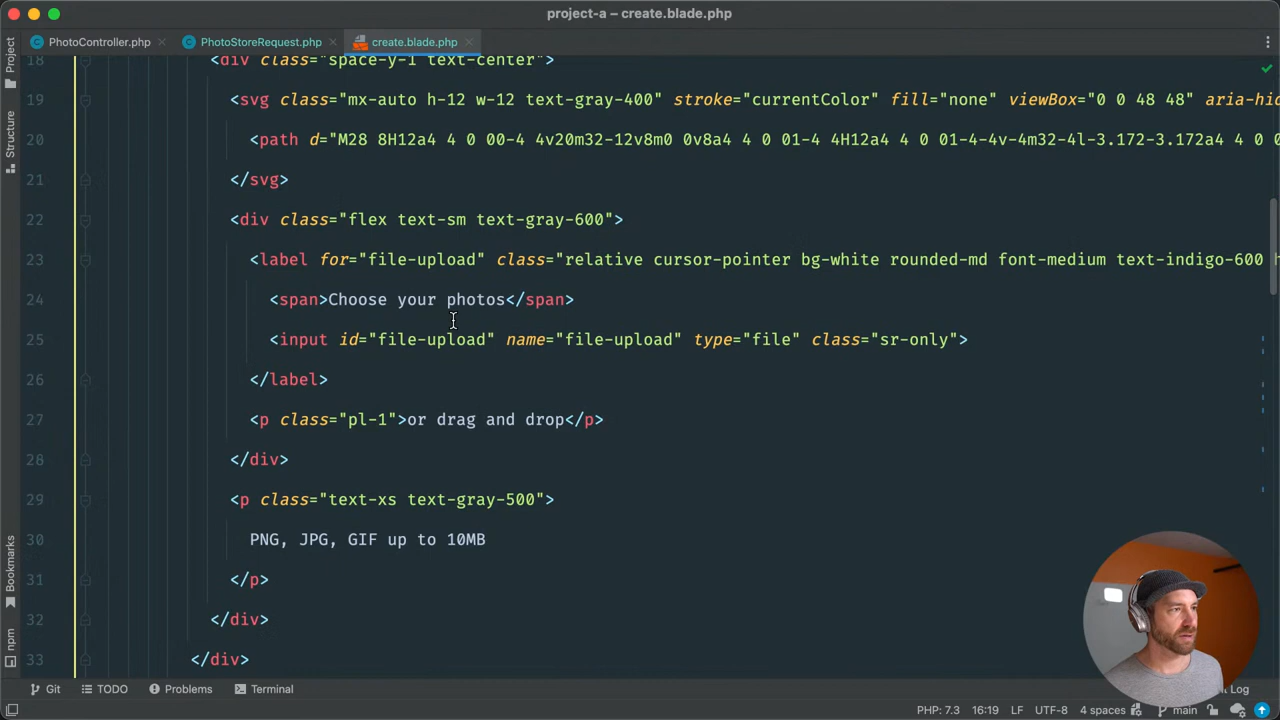 project-a – create.blade.php
PhotoController.php
PhotoStoreRequest.php
create.blade.php
Project
Structure
Bookmarks
npm
18 <div class="space-y-1 text-center">
19 <svg class="mx-auto h-12 w-12 text-gray-400" stroke="currentColor" fill="none" viewBox="0 0 48 48" aria-hid
20 <path d="M28 8H12a4 4 0 00-4 4v20m32-12v8m0 0v8a4 4 0 01-4 4H12a4 4 0 01-4-4v-4m32-4l-3.172-3.172a4 4 0 0
21 </svg>
22 <div class="flex text-sm text-gray-600">
23 <label for="file-upload" class="relative cursor-pointer bg-white rounded-md font-medium text-indigo-600 h
24 <span>Choose your photos</span>
25 <input id="file-upload" name="file-upload" type="file" class="sr-only">
26 </label>
27 <p class="pl-1">or drag and drop</p>
28 </div>
29 <p class="text-xs text-gray-500">
30 PNG, JPG, GIF up to 10MB
31 </p>
32 </div>
33 </div>
Git
TODO
Problems
Terminal
t Log
PHP: 7.3
16:19
LF
UTF-8
4 spaces
main